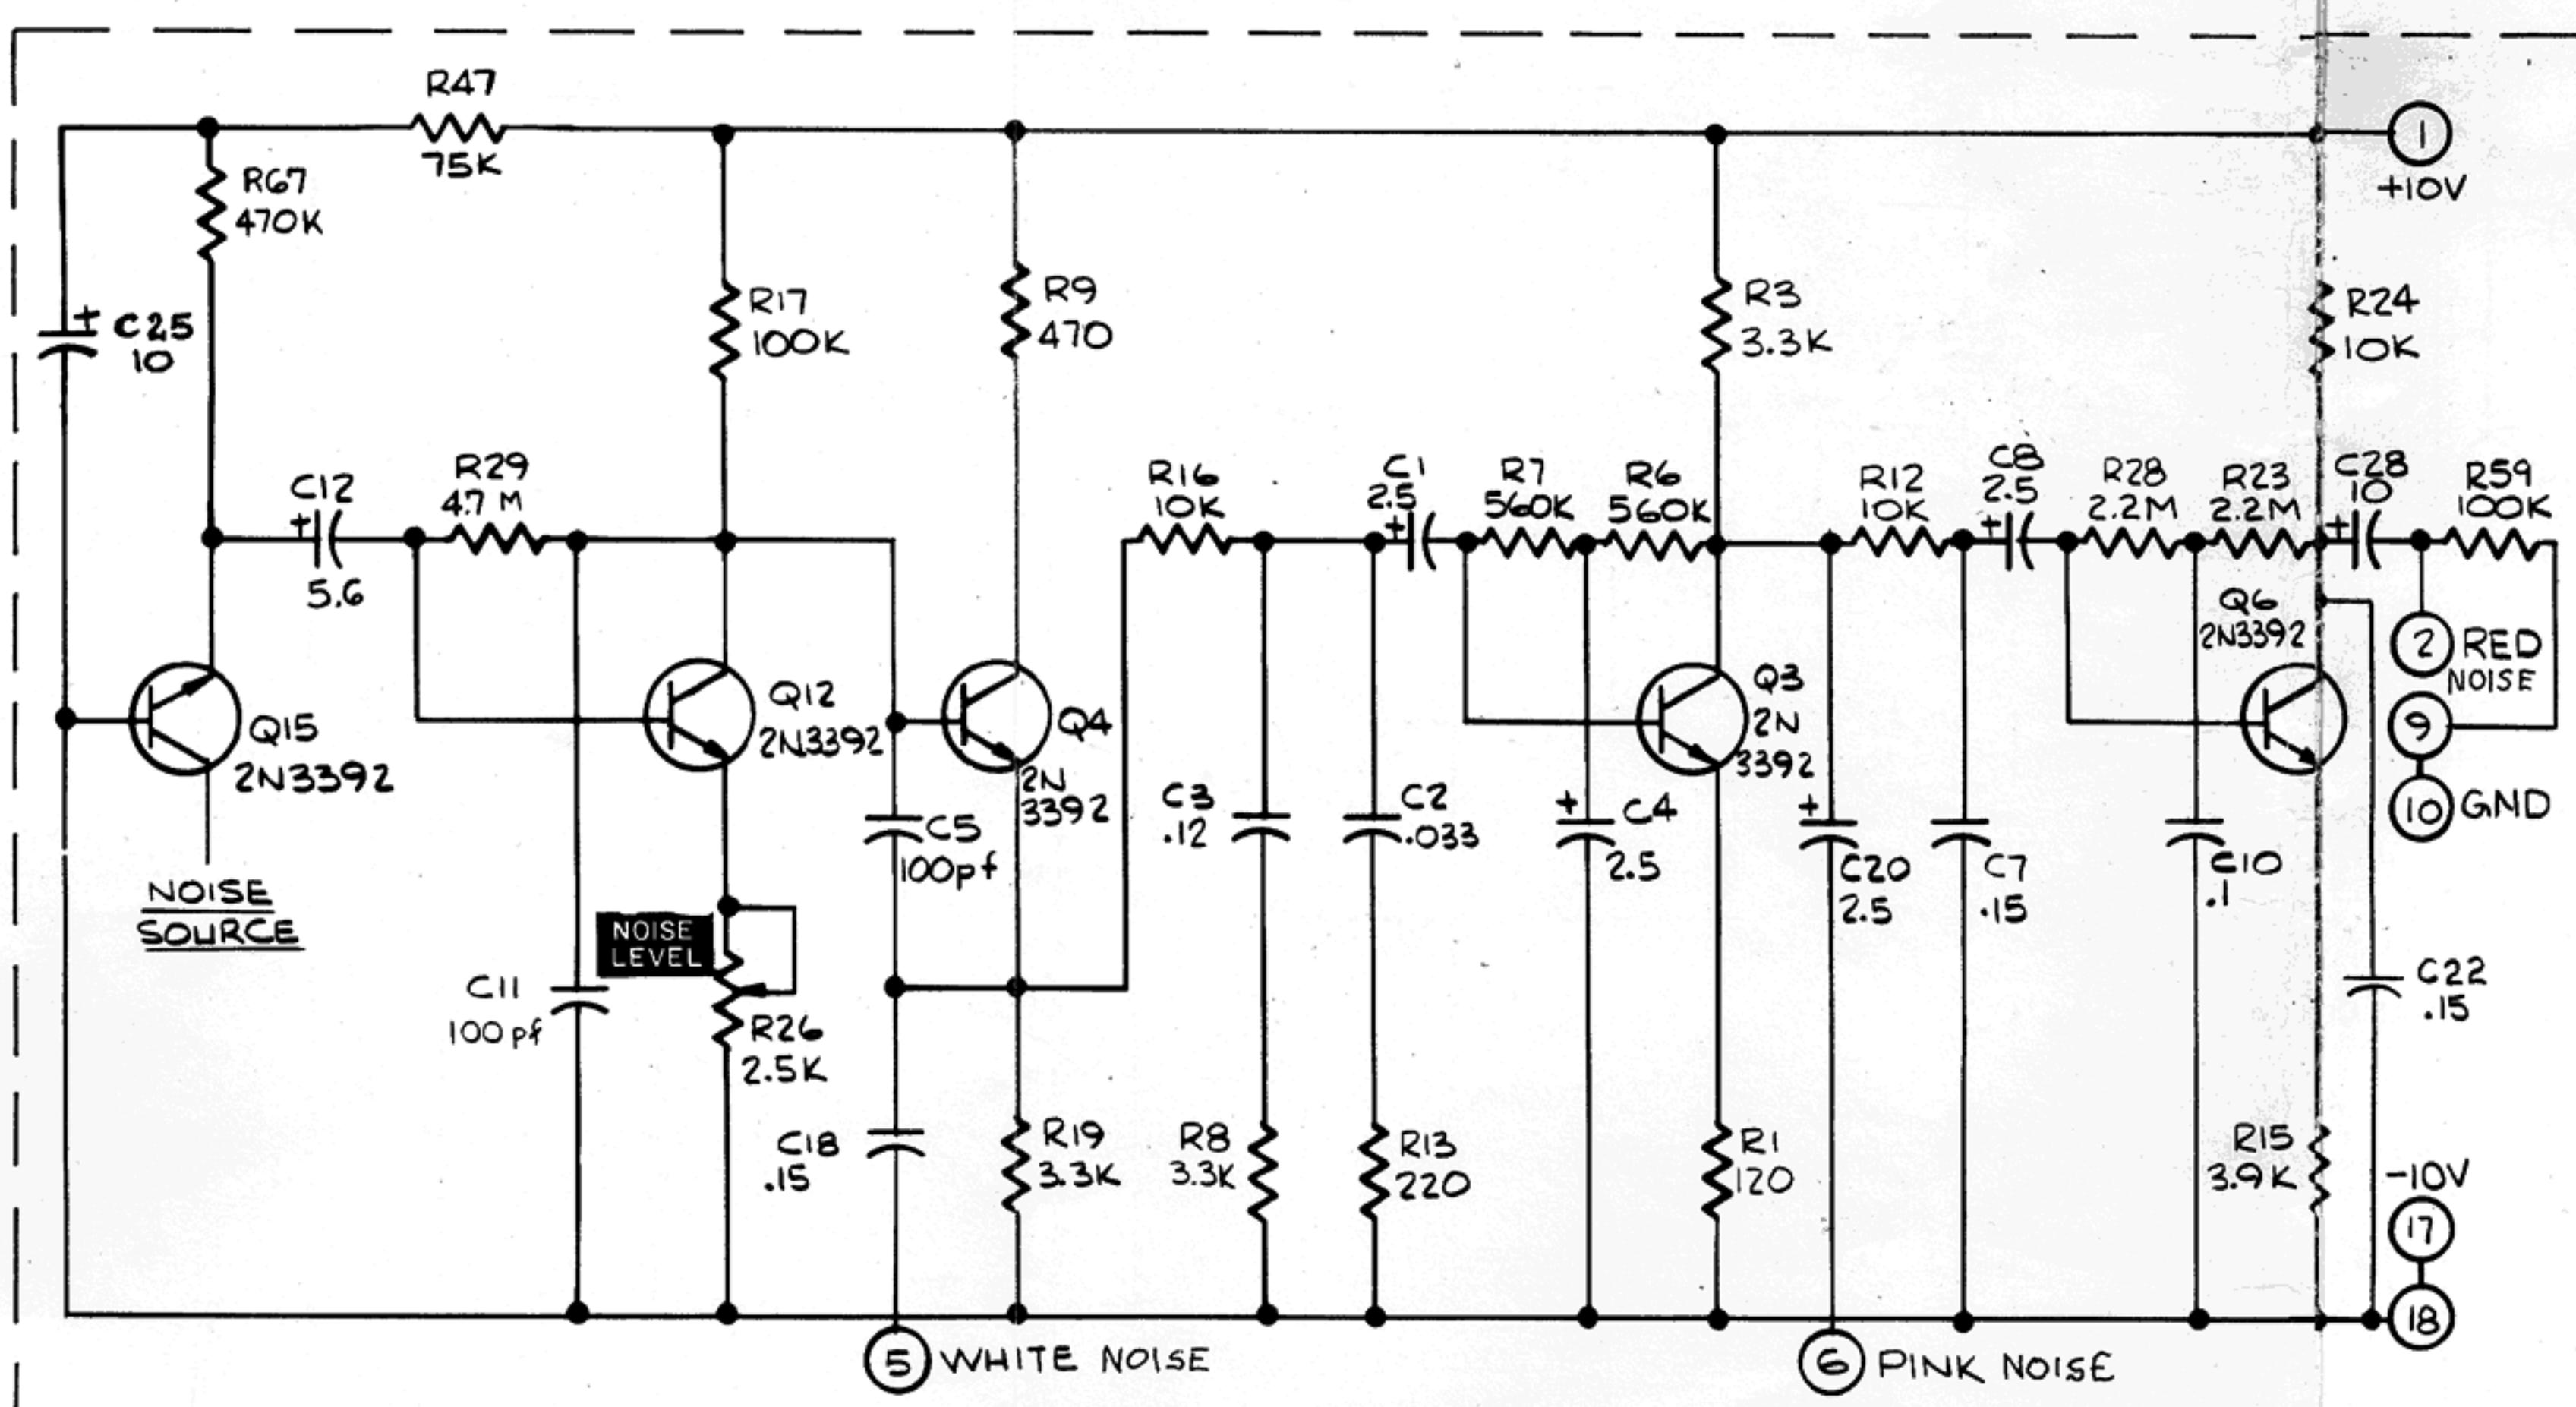 R47
75K
R67
470K
C25
10
+
R17
100K
R9
470
R3
3.3K
1
+10V
R24
10K
C12
+
5.6
R29
4.7 M
R16
10K
C1
2.5
+
R7
560K
R6
560K
R12
10K
C8
2.5
+
R28
2.2M
R23
2.2M
C28
10
+
R59
100K
Q15
2N3392
Q12
2N3392
Q4
2N
3392
Q3
2N
3392
Q6
2N3392
2
RED
NOISE
9
10
GND
NOISE
SOURCE
NOISE
LEVEL
C5
100pf
C3
.12
C2
.033
+
C4
2.5
+
C20
2.5
C7
.15
C10
.1
C11
100pf
R26
2.5K
C22
.15
C18
.15
R19
3.3K
R8
3.3K
R13
220
R1
120
R15
3.9K
-10V
17
18
5
WHITE NOISE
6
PINK NOISE